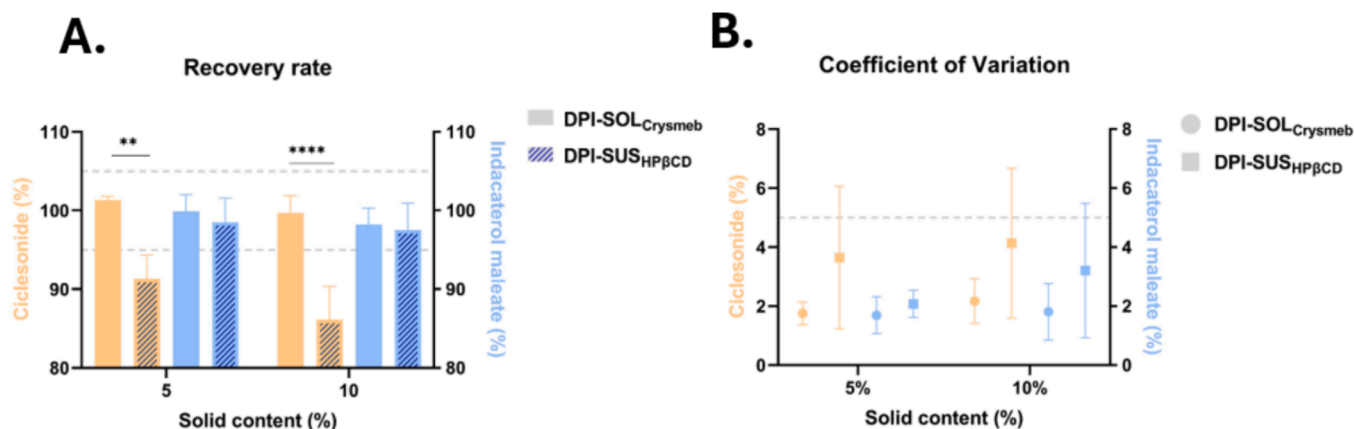 A.
Recovery rate
110
100
90
80
Ciclesonide (%)
**
****
110
100
90
80
Indacaterol maleate (%)
5
10
Solid content (%)
DPI-SOLCrysmeb
DPI-SUSHPβCD
B.
Coefficient of Variation
8
6
4
2
0
Ciclesonide (%)
8
6
4
2
0
Indacaterol maleate (%)
5%
10%
Solid content (%)
DPI-SOLCrysmeb
DPI-SUSHPβCD